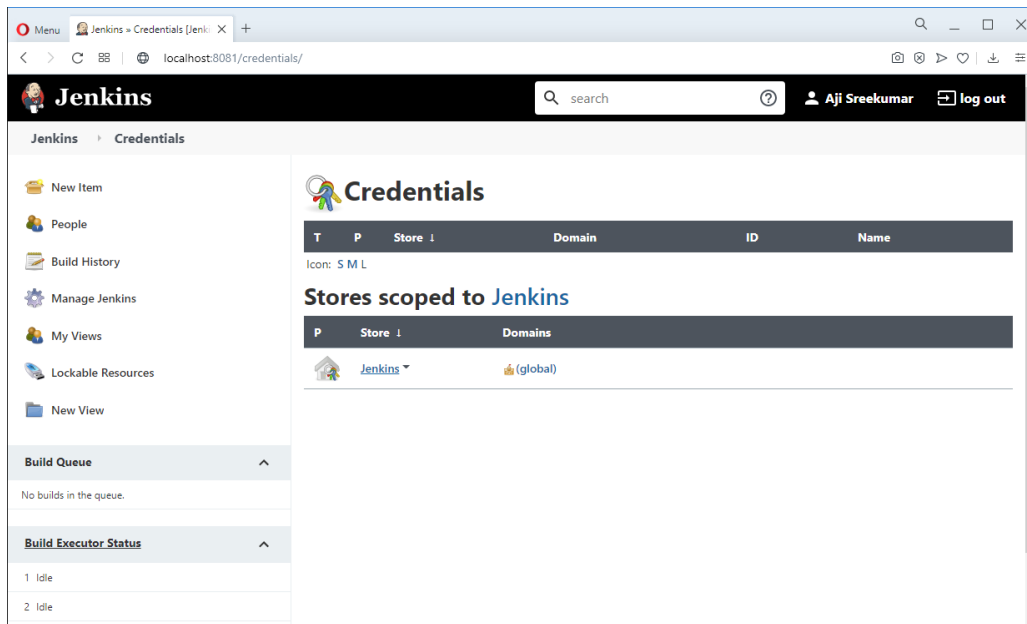 Menu
Jenkins » Credentials [Jenki
localhost:8081/credentials/
Jenkins
search
Aji Sreekumar
log out
Jenkins
Credentials
New Item
People
Build History
Manage Jenkins
My Views
Lockable Resources
New View
Build Queue
No builds in the queue.
Build Executor Status
1 Idle
2 Idle
Credentials
T P Store ↓ Domain ID Name
Icon: S M L
Stores scoped to Jenkins
P Store ↓ Domains
Jenkins (global)